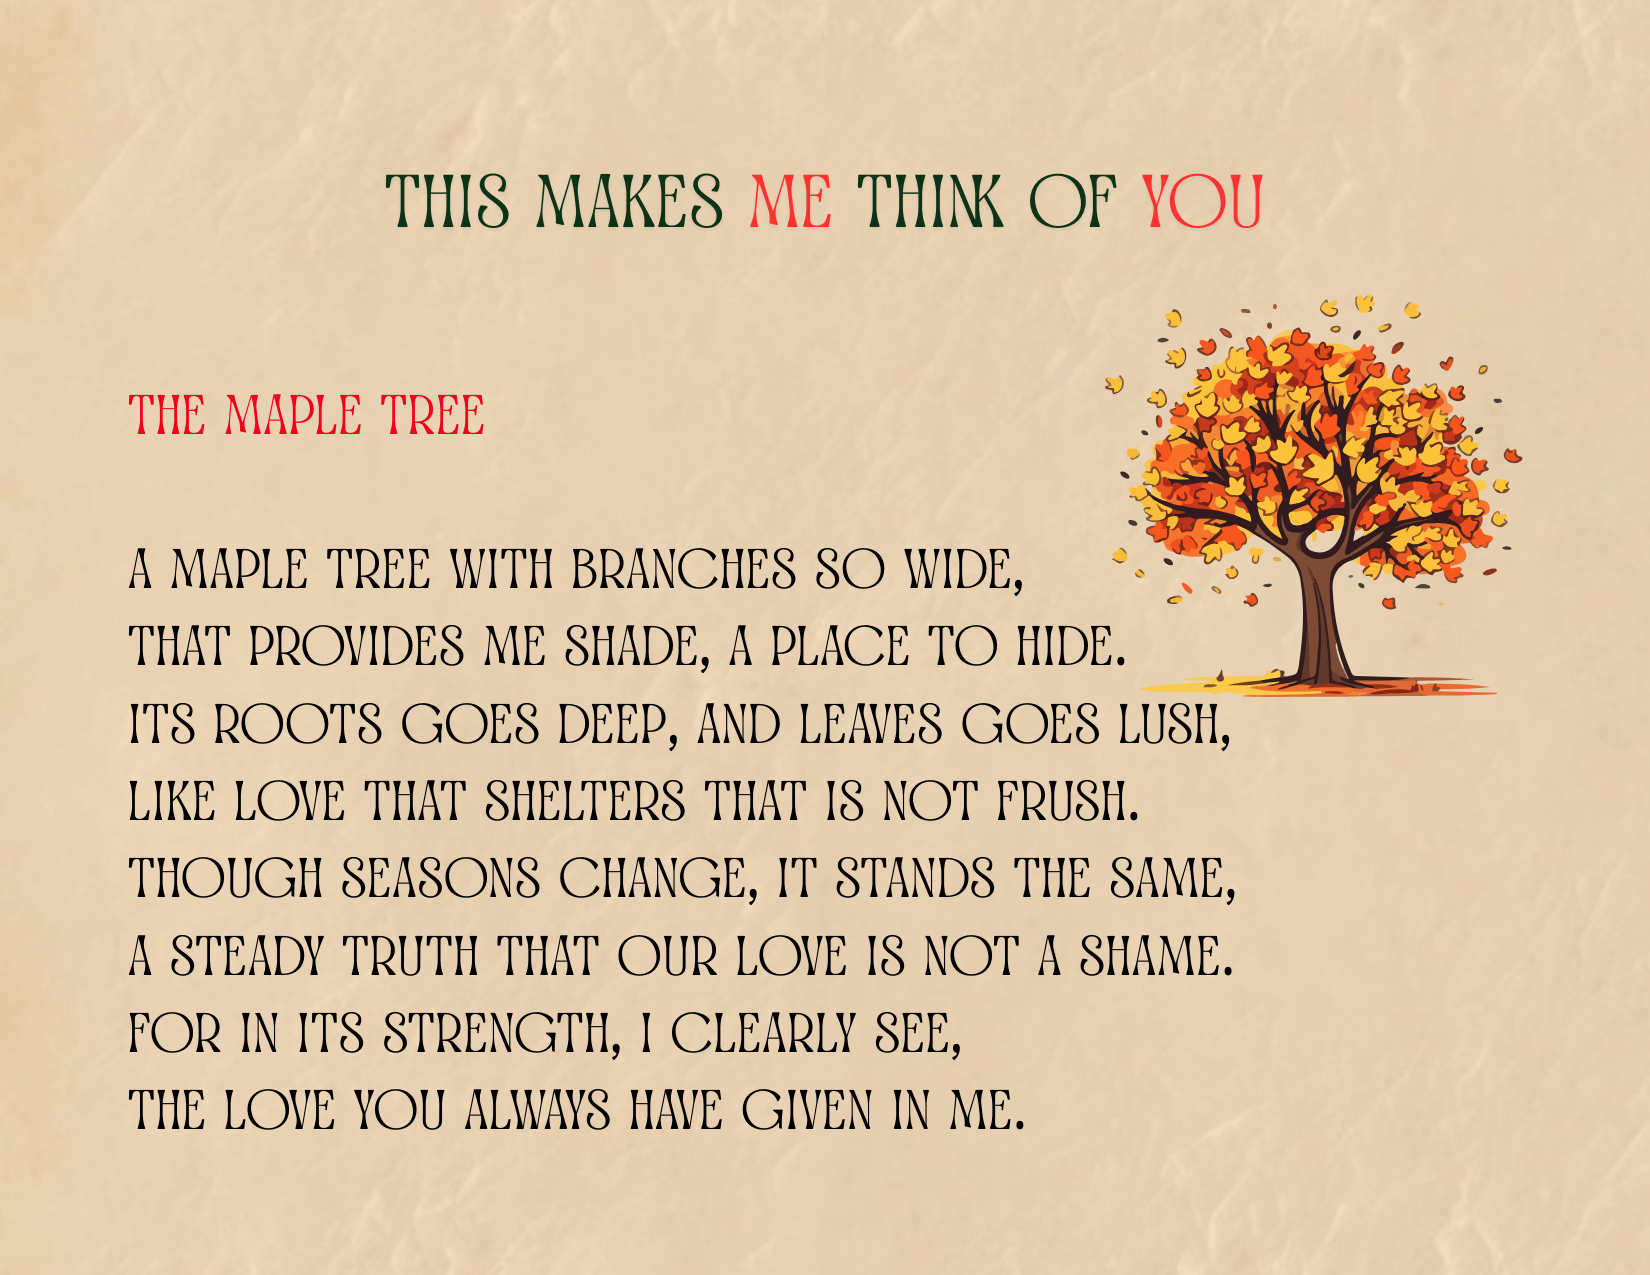 THIS MAKES ME THINK OF YOU
THE MAPLE TREE
A MAPLE TREE WITH BRANCHES SO WIDE,
THAT PROVIDES ME SHADE, A PLACE TO HIDE.
ITS ROOTS GOES DEEP, AND LEAVES GOES LUSH,
LIKE LOVE THAT SHELTERS THAT IS NOT FRUSH.
THOUGH SEASONS CHANGE, IT STANDS THE SAME,
A STEADY TRUTH THAT OUR LOVE IS NOT A SHAME.
FOR IN ITS STRENGTH, I CLEARLY SEE,
THE LOVE YOU ALWAYS HAVE GIVEN IN ME.